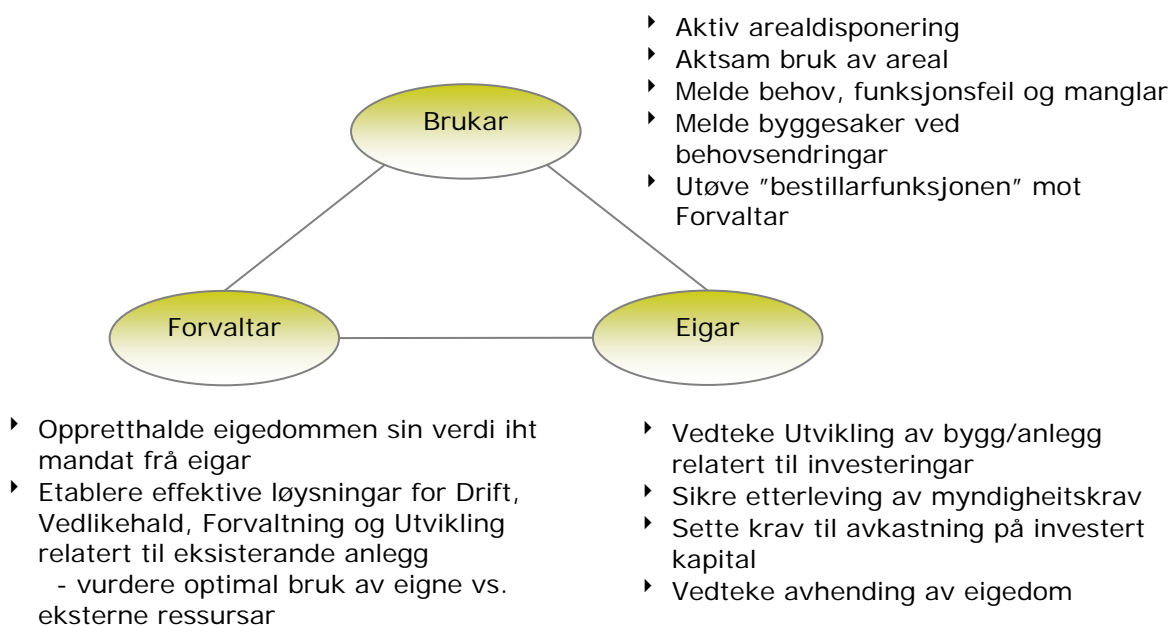 ‣ Aktiv arealdisponering
‣ Aktsam bruk av areal
‣ Melde behov, funksjonsfeil og manglar
‣ Melde byggesaker ved
behovsendringar
‣ Utøve ”bestillarfunksjonen” mot
Forvaltar
Brukar
Forvaltar
Eigar
‣ Oppretthalde eigedommen sin verdi iht
mandat frå eigar
‣ Etablere effektive løysningar for Drift,
Vedlikehald, Forvaltning og Utvikling
relatert til eksisterande anlegg
- vurdere optimal bruk av eigne vs.
eksterne ressursar
‣ Vedteke Utvikling av bygg/anlegg
relatert til investeringar
‣ Sikre etterleving av myndigheitskrav
‣ Sette krav til avkastning på investert
kapital
‣ Vedteke avhending av eigedom